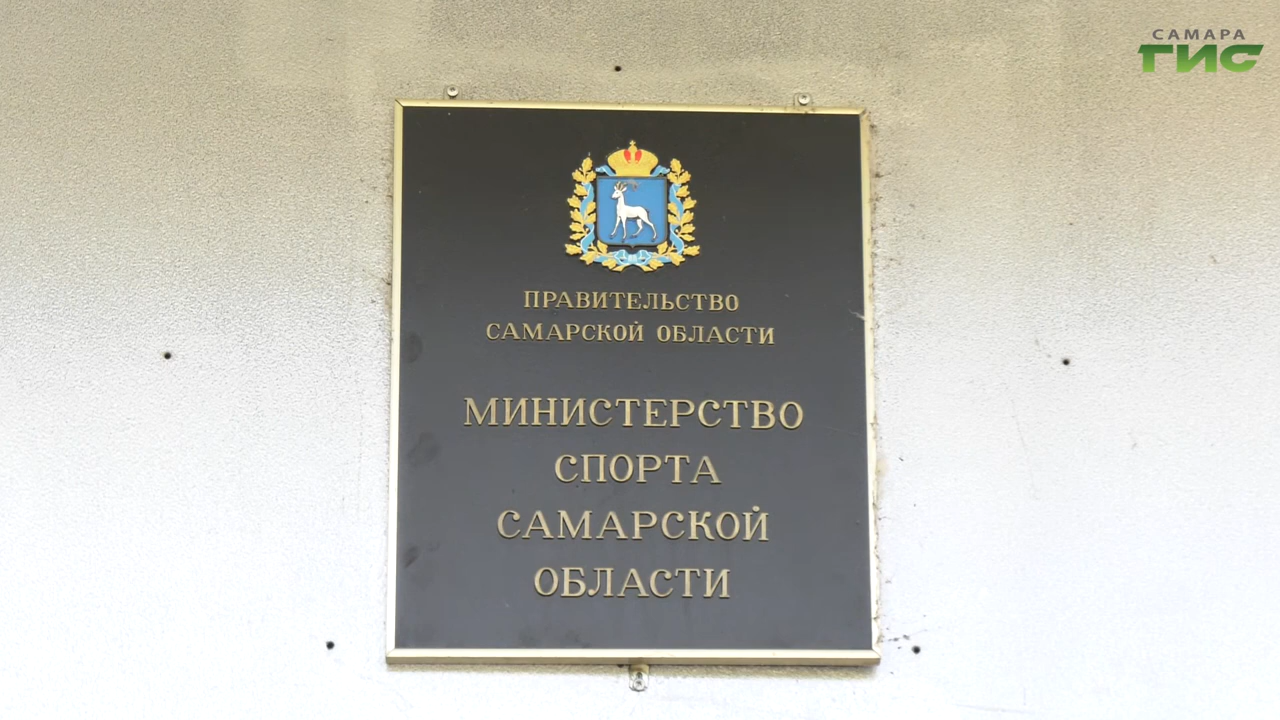 САМАРА
ГИС
ПРАВИТЕЛЬСТВО
САМАРСКОЙ ОБЛАСТИ
МИНИСТЕРСТВО
СПОРТА
САМАРСКОЙ
ОБЛАСТИ